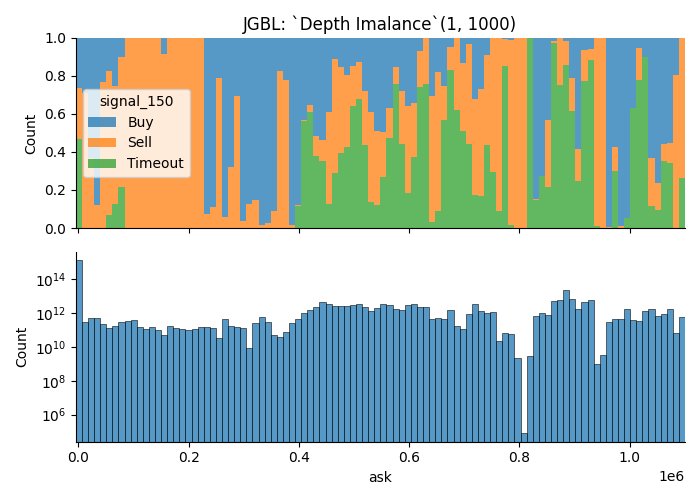 JGBL: `Depth Imalance`(1, 1000)
1.0
0.8
0.6
0.4
0.2
0.0
Count
signal_150
Buy
Sell
Timeout
10^14
10^12
10^10
10^8
10^6
Count
0.0 0.2 0.4 0.6 0.8 1.0
1e6
ask